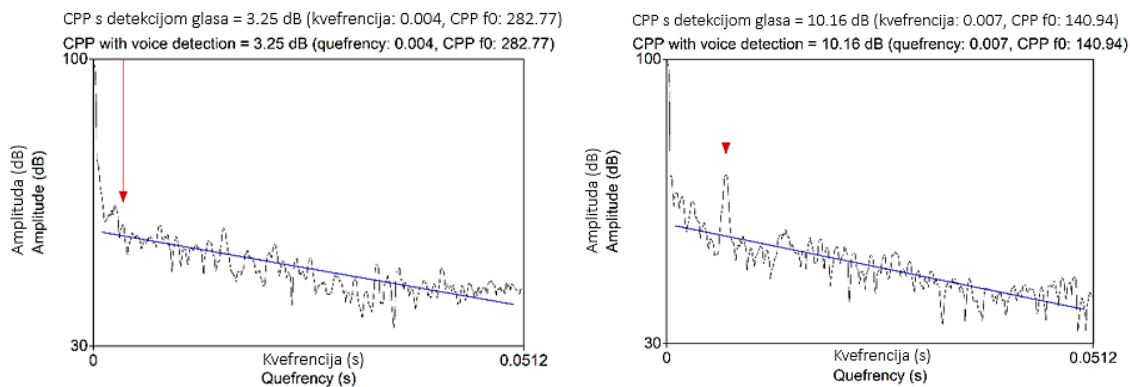 CPP s detekcijom glasa = 3.25 dB (kvefrencija: 0.004, CPP f0: 282.77)
CPP with voice detection = 3.25 dB (quefrency: 0.004, CPP f0: 282.77)
100
Amplituda (dB)
Amplitude (dB)
30
0
Kvefrencija (s)
Quefrency (s)
0.0512
CPP s detekcijom glasa = 10.16 dB (kvefrencija: 0.007, CPP f0: 140.94)
CPP with voice detection = 10.16 dB (quefrency: 0.007, CPP f0: 140.94)
100
Amplituda (dB)
Amplitude (dB)
30
0
Kvefrencija (s)
Quefrency (s)
0.0512